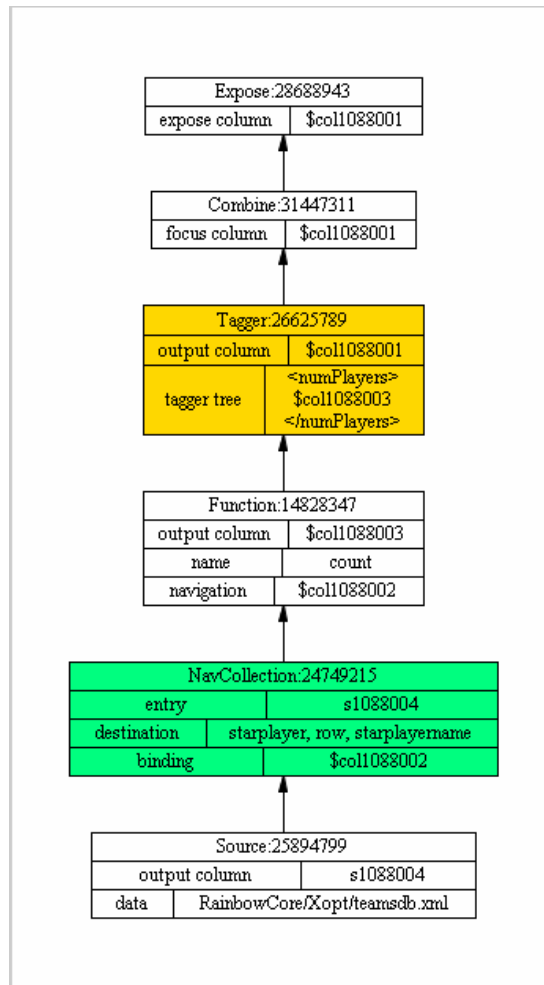 Expose:28688943
expose column $col1088001
Combine:31447311
focus column $col1088001
Tagger:26625789
output column $col1088001
tagger tree <numPlayers>
$col1088003
</numPlayers>
Function:14828347
output column $col1088003
name count
navigation $col1088002
NavCollection:24749215
entry s1088004
destination starplayer, row, starplayername
binding $col1088002
Source:25894799
output column s1088004
data RainbowCore/Xopt/teamsdb.xml